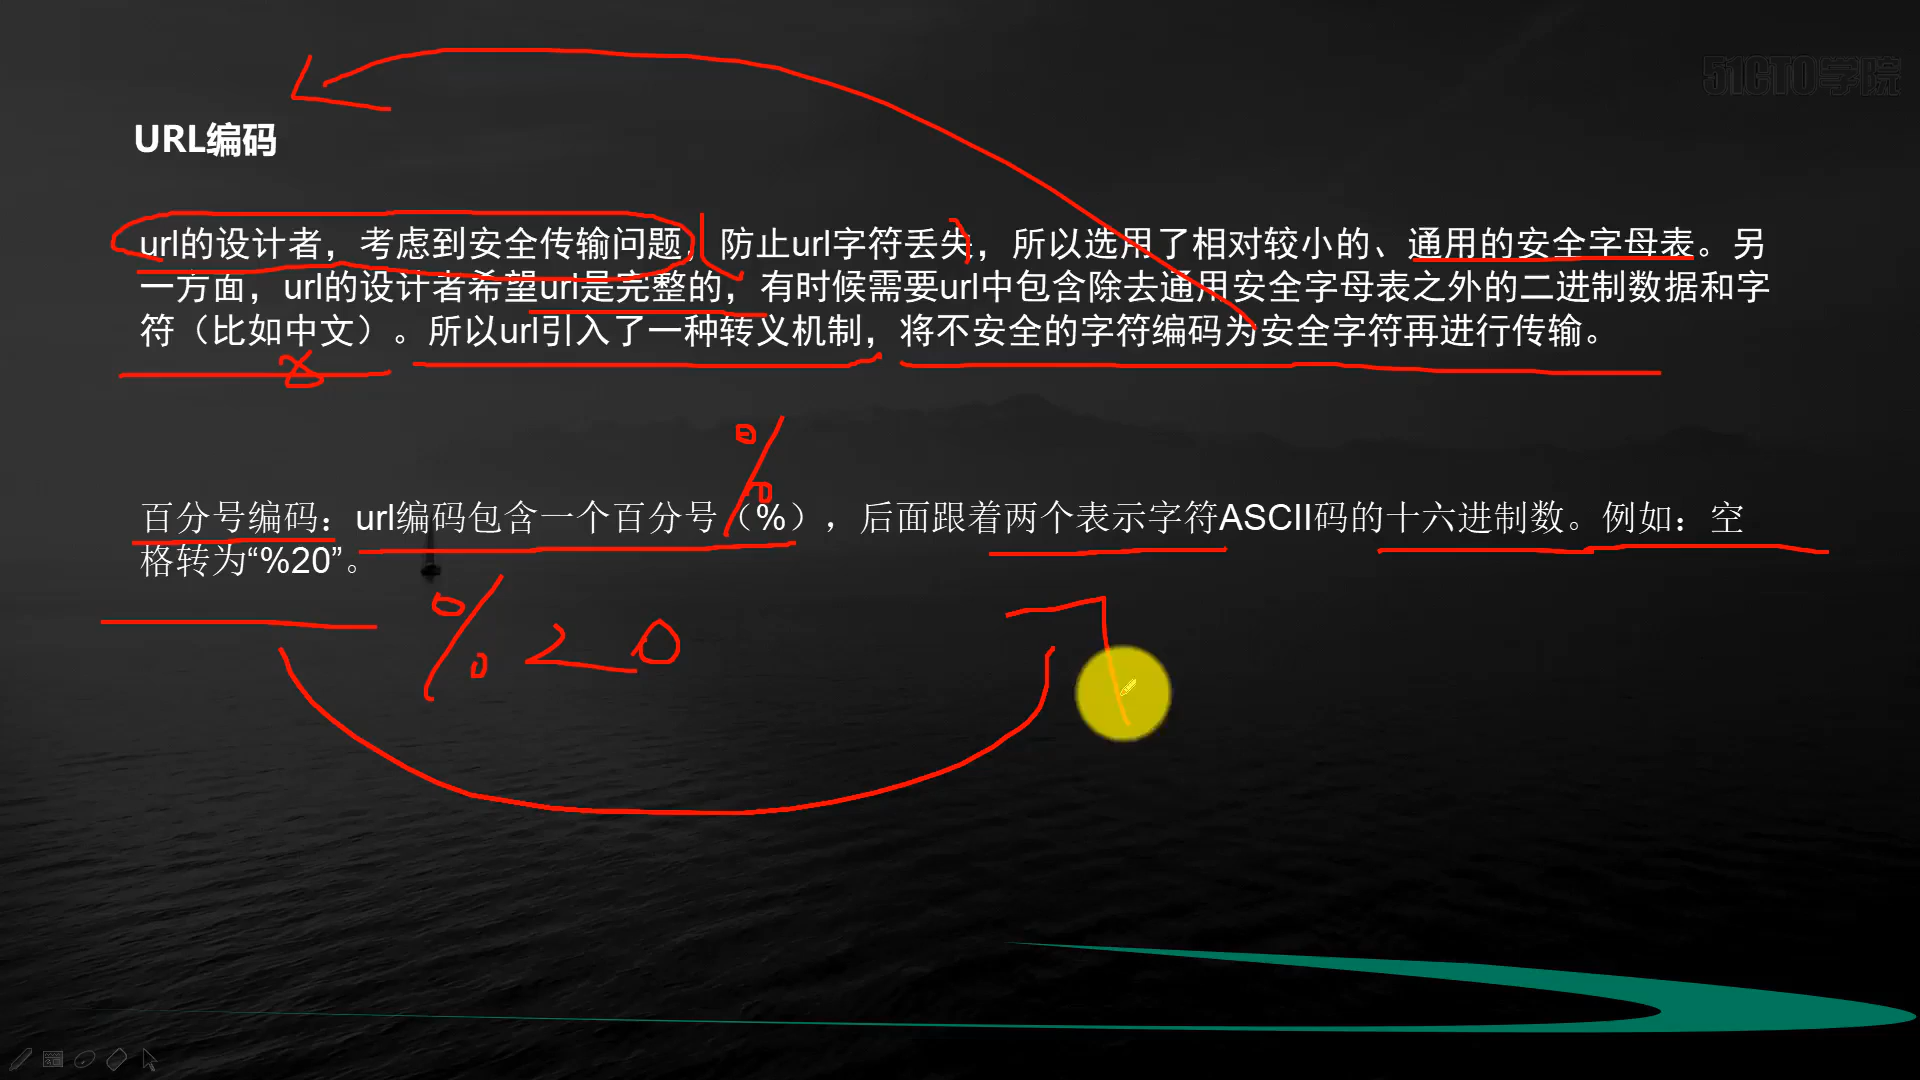 51CTO学院
URL编码
url的设计者，考虑到安全传输问题，防止url字符丢失，所以选用了相对较小的、通用的安全字母表。另
一方面，url的设计者希望url是完整的，有时候需要url中包含除去通用安全字母表之外的二进制数据和字
符（比如中文）。所以url引入了一种转义机制，将不安全的字符编码为安全字符再进行传输。
%
百分号编码：url编码包含一个百分号（%），后面跟着两个表示字符ASCII码的十六进制数。例如：空
格转为“%20”。
%20